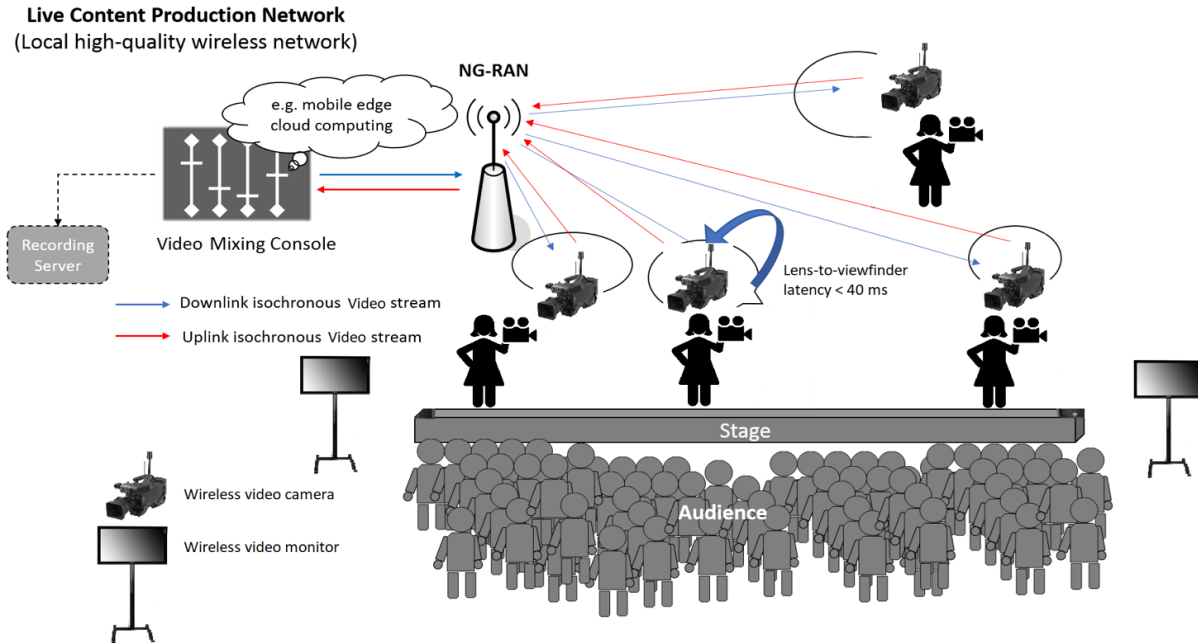 Live Content Production Network
(Local high-quality wireless network)
NG-RAN
e.g. mobile edge
cloud computing
Video Mixing Console
Recording
Server
Lens-to-viewfinder
latency < 40 ms
Downlink isochronous Video stream
Uplink isochronous Video stream
Stage
Audience
Wireless video camera
Wireless video monitor